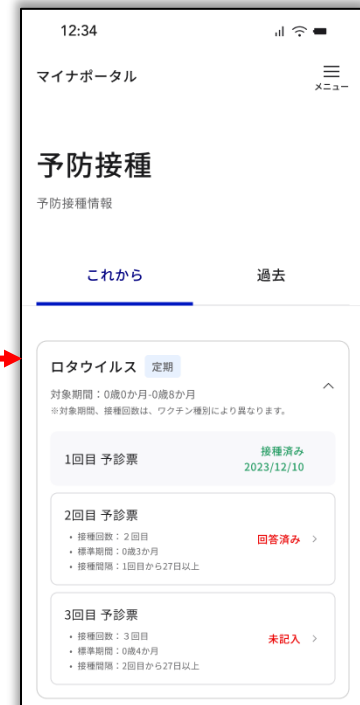 12:34
マイナポータル
メニュー
予防接種
予防接種情報
これから 過去
ロタウイルス 定期
対象期間：0歳0か月-0歳8か月
※対象期間、接種回数は、ワクチン種別により異なります。
1回目 予診票
接種済み
2023/12/10
2回目 予診票
・接種回数：２回目
・標準期間：0歳3か月
・接種間隔：1回目から27日以上
回答済み
3回目 予診票
・接種回数：３回目
・標準期間：0歳4か月
・接種間隔：2回目から27日以上
未記入